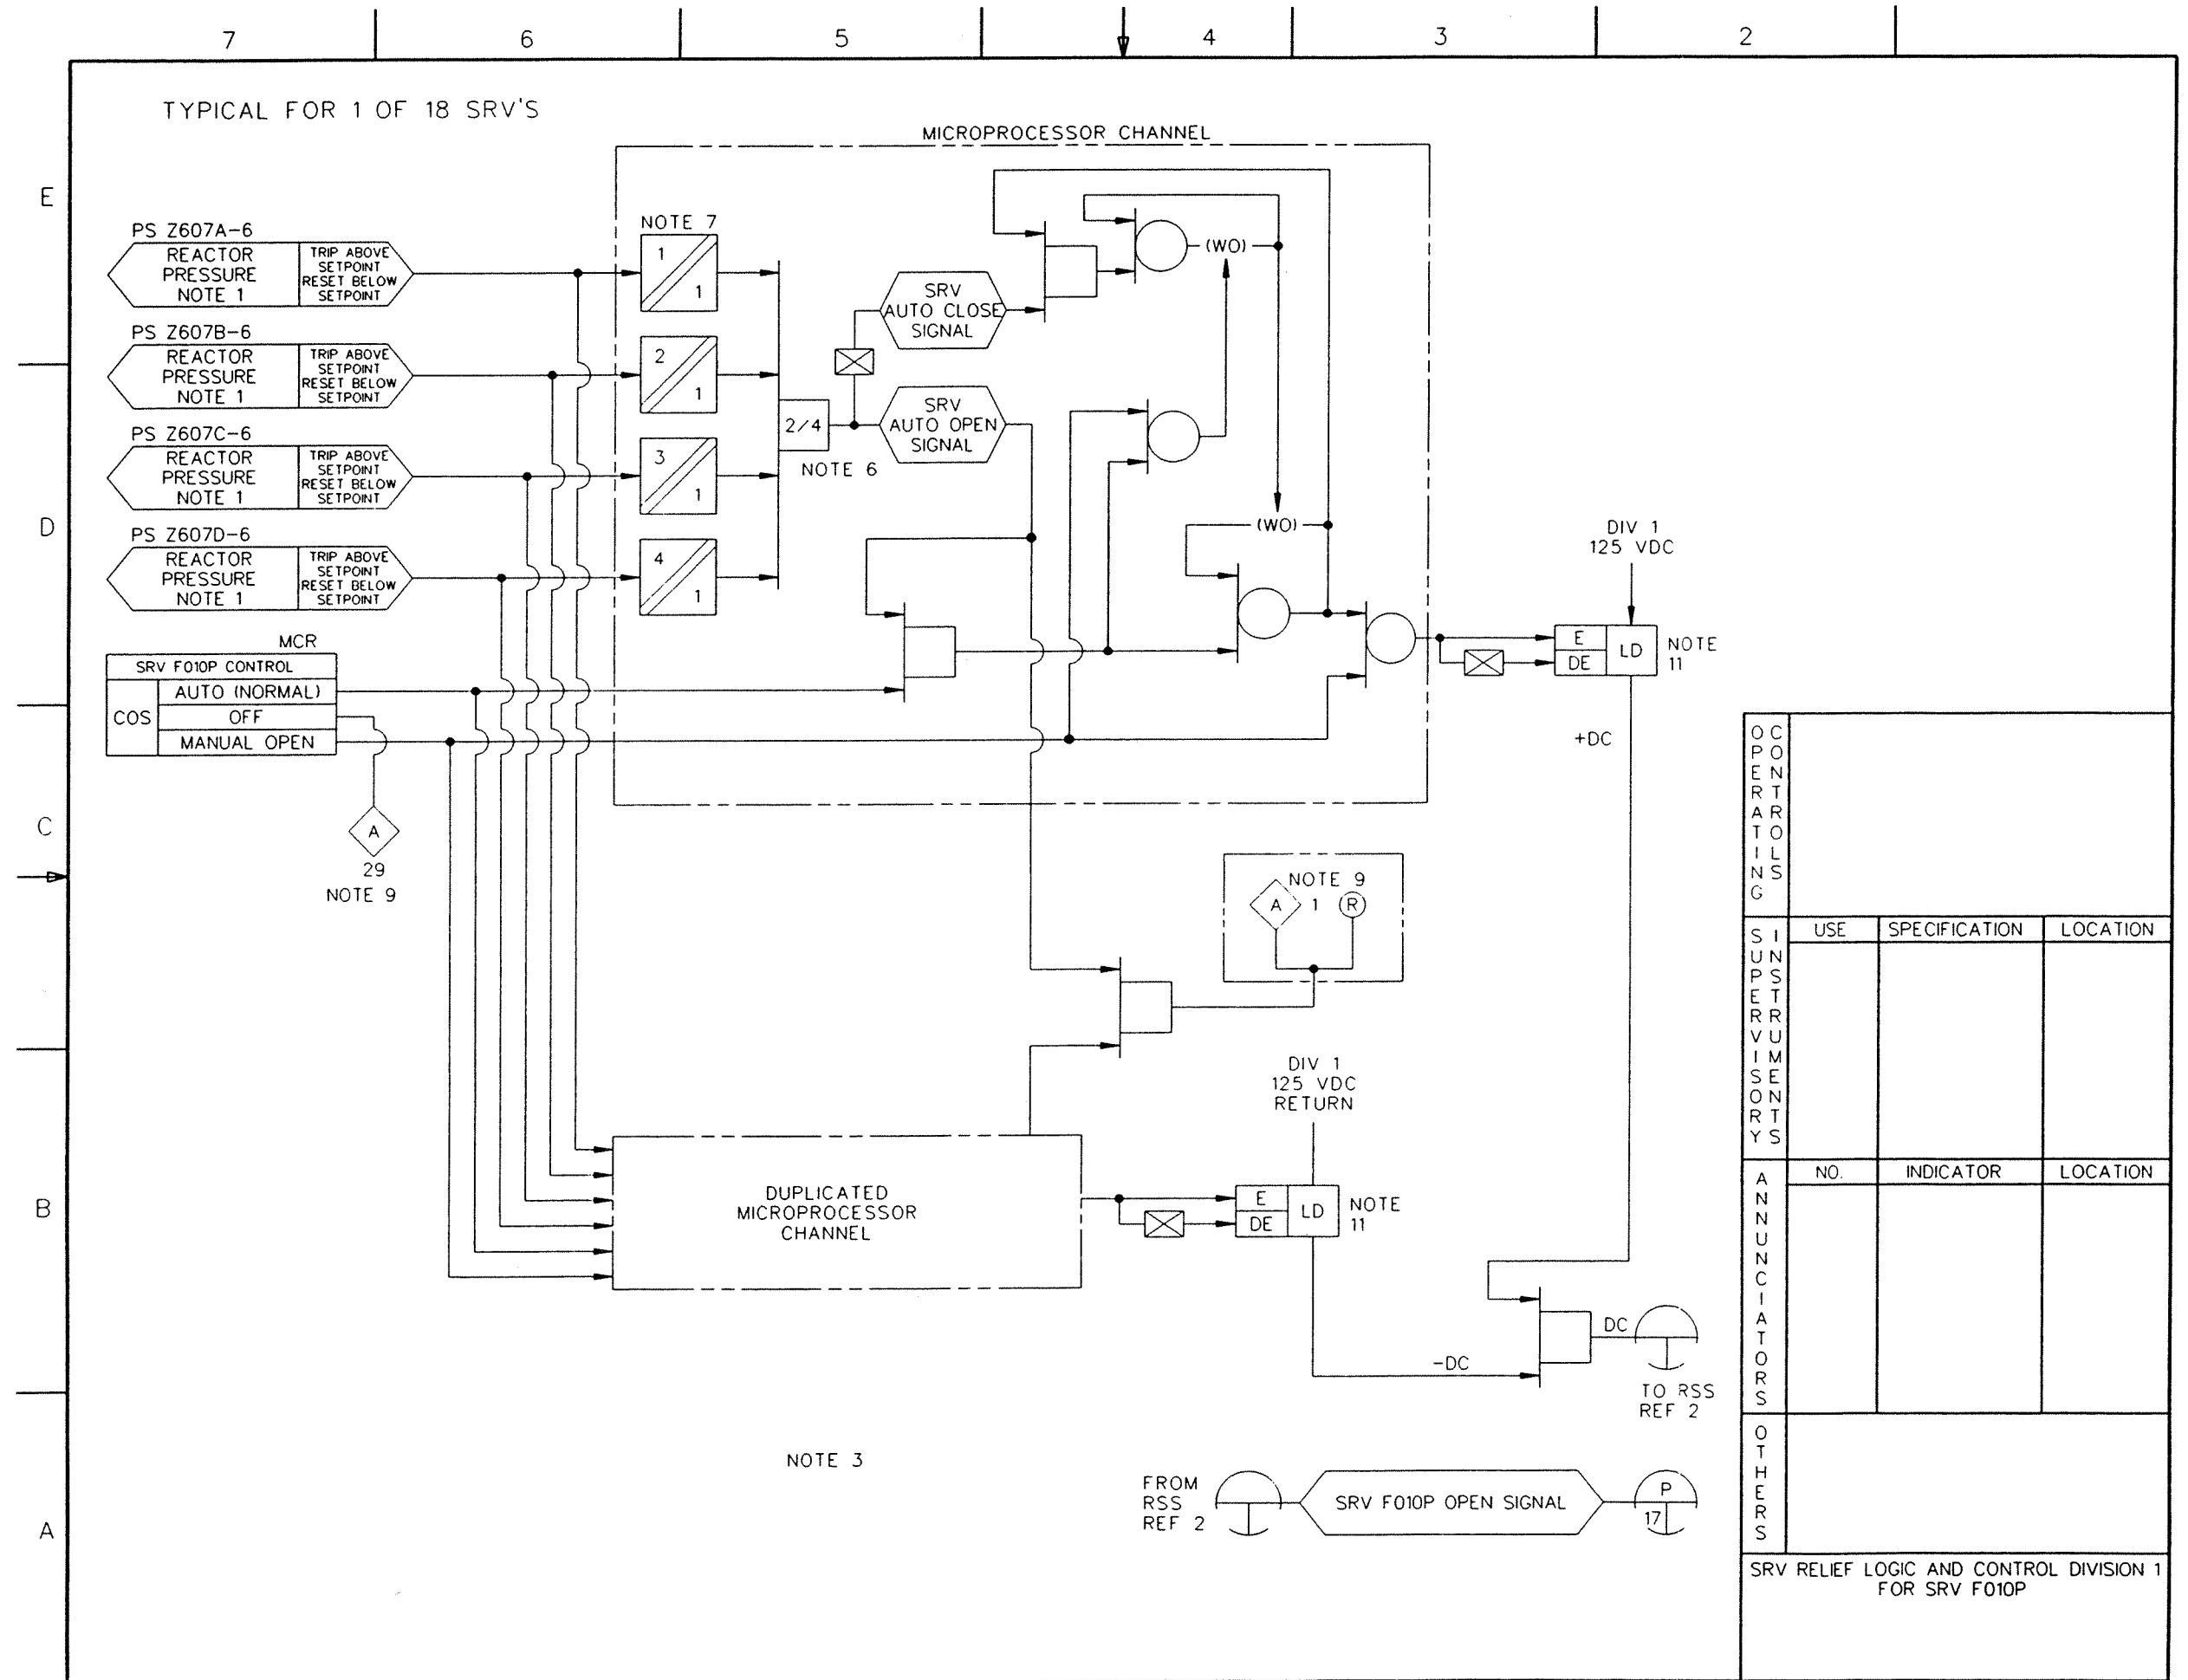 7 6 5 4 3 2
E
D
C
B
A
TYPICAL FOR 1 OF 18 SRV'S
MICROPROCESSOR CHANNEL
PS Z607A-6
REACTOR
PRESSURE
NOTE 1
TRIP ABOVE
SETPOINT
RESET BELOW
SETPOINT
PS Z607B-6
REACTOR
PRESSURE
NOTE 1
TRIP ABOVE
SETPOINT
RESET BELOW
SETPOINT
PS Z607C-6
REACTOR
PRESSURE
NOTE 1
TRIP ABOVE
SETPOINT
RESET BELOW
SETPOINT
PS Z607D-6
REACTOR
PRESSURE
NOTE 1
TRIP ABOVE
SETPOINT
RESET BELOW
SETPOINT
NOTE 7
1
1
2
1
3
1
4
1
2/4
NOTE 6
SRV
AUTO CLOSE
SIGNAL
SRV
AUTO OPEN
SIGNAL
(WO)
(WO)
MCR
SRV F010P CONTROL
COS
AUTO (NORMAL)
OFF
MANUAL OPEN
A
29
NOTE 9
DIV 1
125 VDC
E
DE
LD
NOTE
11
+DC
NOTE 9
A 1 R
DIV 1
125 VDC
RETURN
DUPLICATED
MICROPROCESSOR
CHANNEL
E
DE
LD
NOTE
11
-DC
DC
TO RSS
REF 2
NOTE 3
FROM
RSS
REF 2
SRV F010P OPEN SIGNAL
P
17
OPERATING
CONTROLS
SUPERVISORY
INSTRUMENTS
USE SPECIFICATION LOCATION
ANNUNCIATORS
NO. INDICATOR LOCATION
OTHERS
SRV RELIEF LOGIC AND CONTROL DIVISION 1
FOR SRV F010P